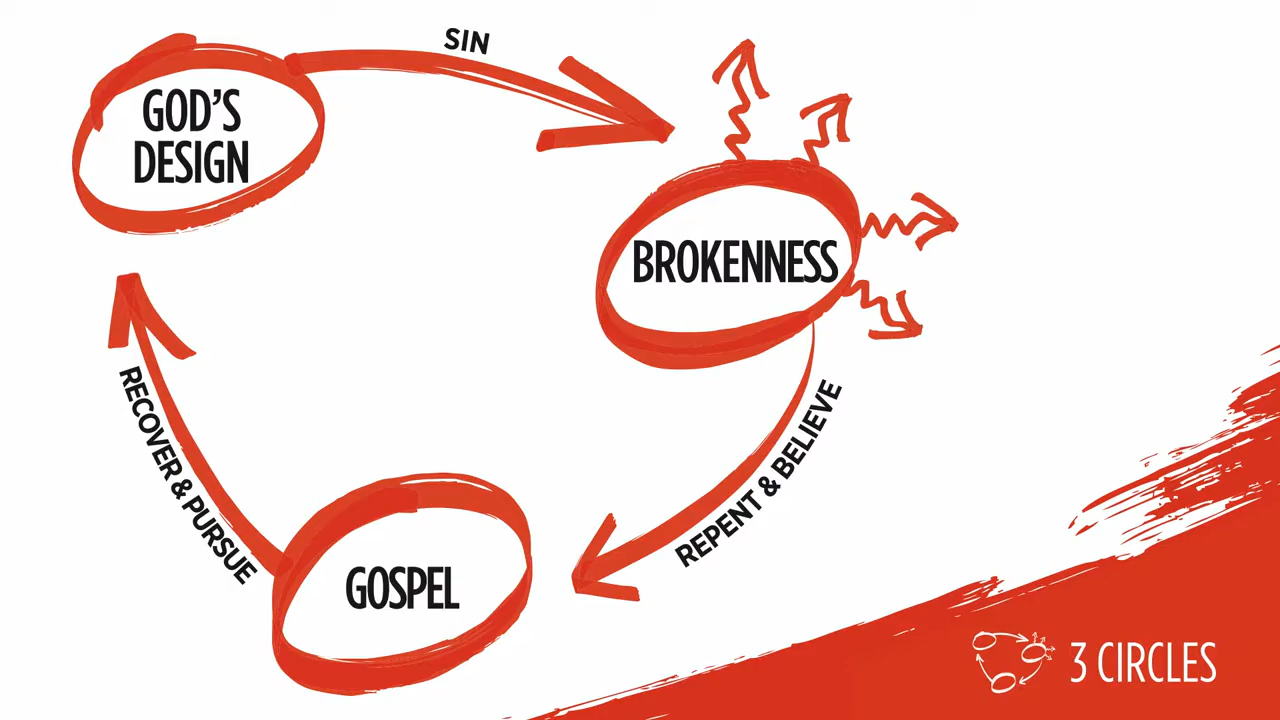 SIN
GOD'S
DESIGN
BROKENNESS
REPENT & BELIEVE
RECOVER & PURSUE
GOSPEL
3 CIRCLES